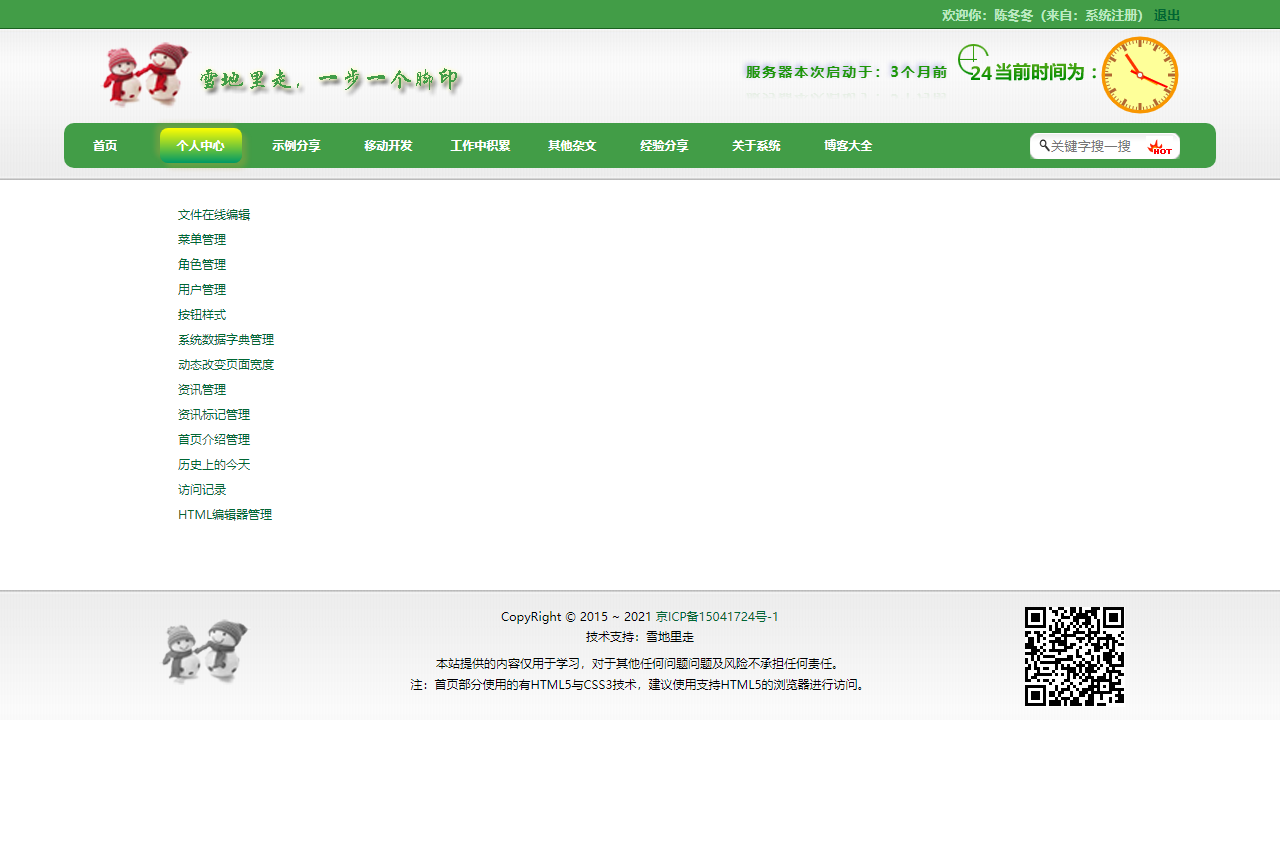 欢迎你：陈冬冬（来自：系统注册） 退出
雪地里走，一步一个脚印
服务器本次启动于：3个月前
24 当前时间为：
首页 个人中心 示例分享 移动开发 工作中积累 其他杂文 经验分享 关于系统 博客大全 关键字搜一搜 HOT
文件在线编辑
菜单管理
角色管理
用户管理
按钮样式
系统数据字典管理
动态改变页面宽度
资讯管理
资讯标记管理
首页介绍管理
历史上的今天
访问记录
HTML编辑器管理
CopyRight © 2015 ~ 2021 京ICP备15041724号-1
技术支持：雪地里走
本站提供的内容仅用于学习，对于其他任何问题问题及风险不承担任何责任。
注：首页部分使用的有HTML5与CSS3技术，建议使用支持HTML5的浏览器进行访问。